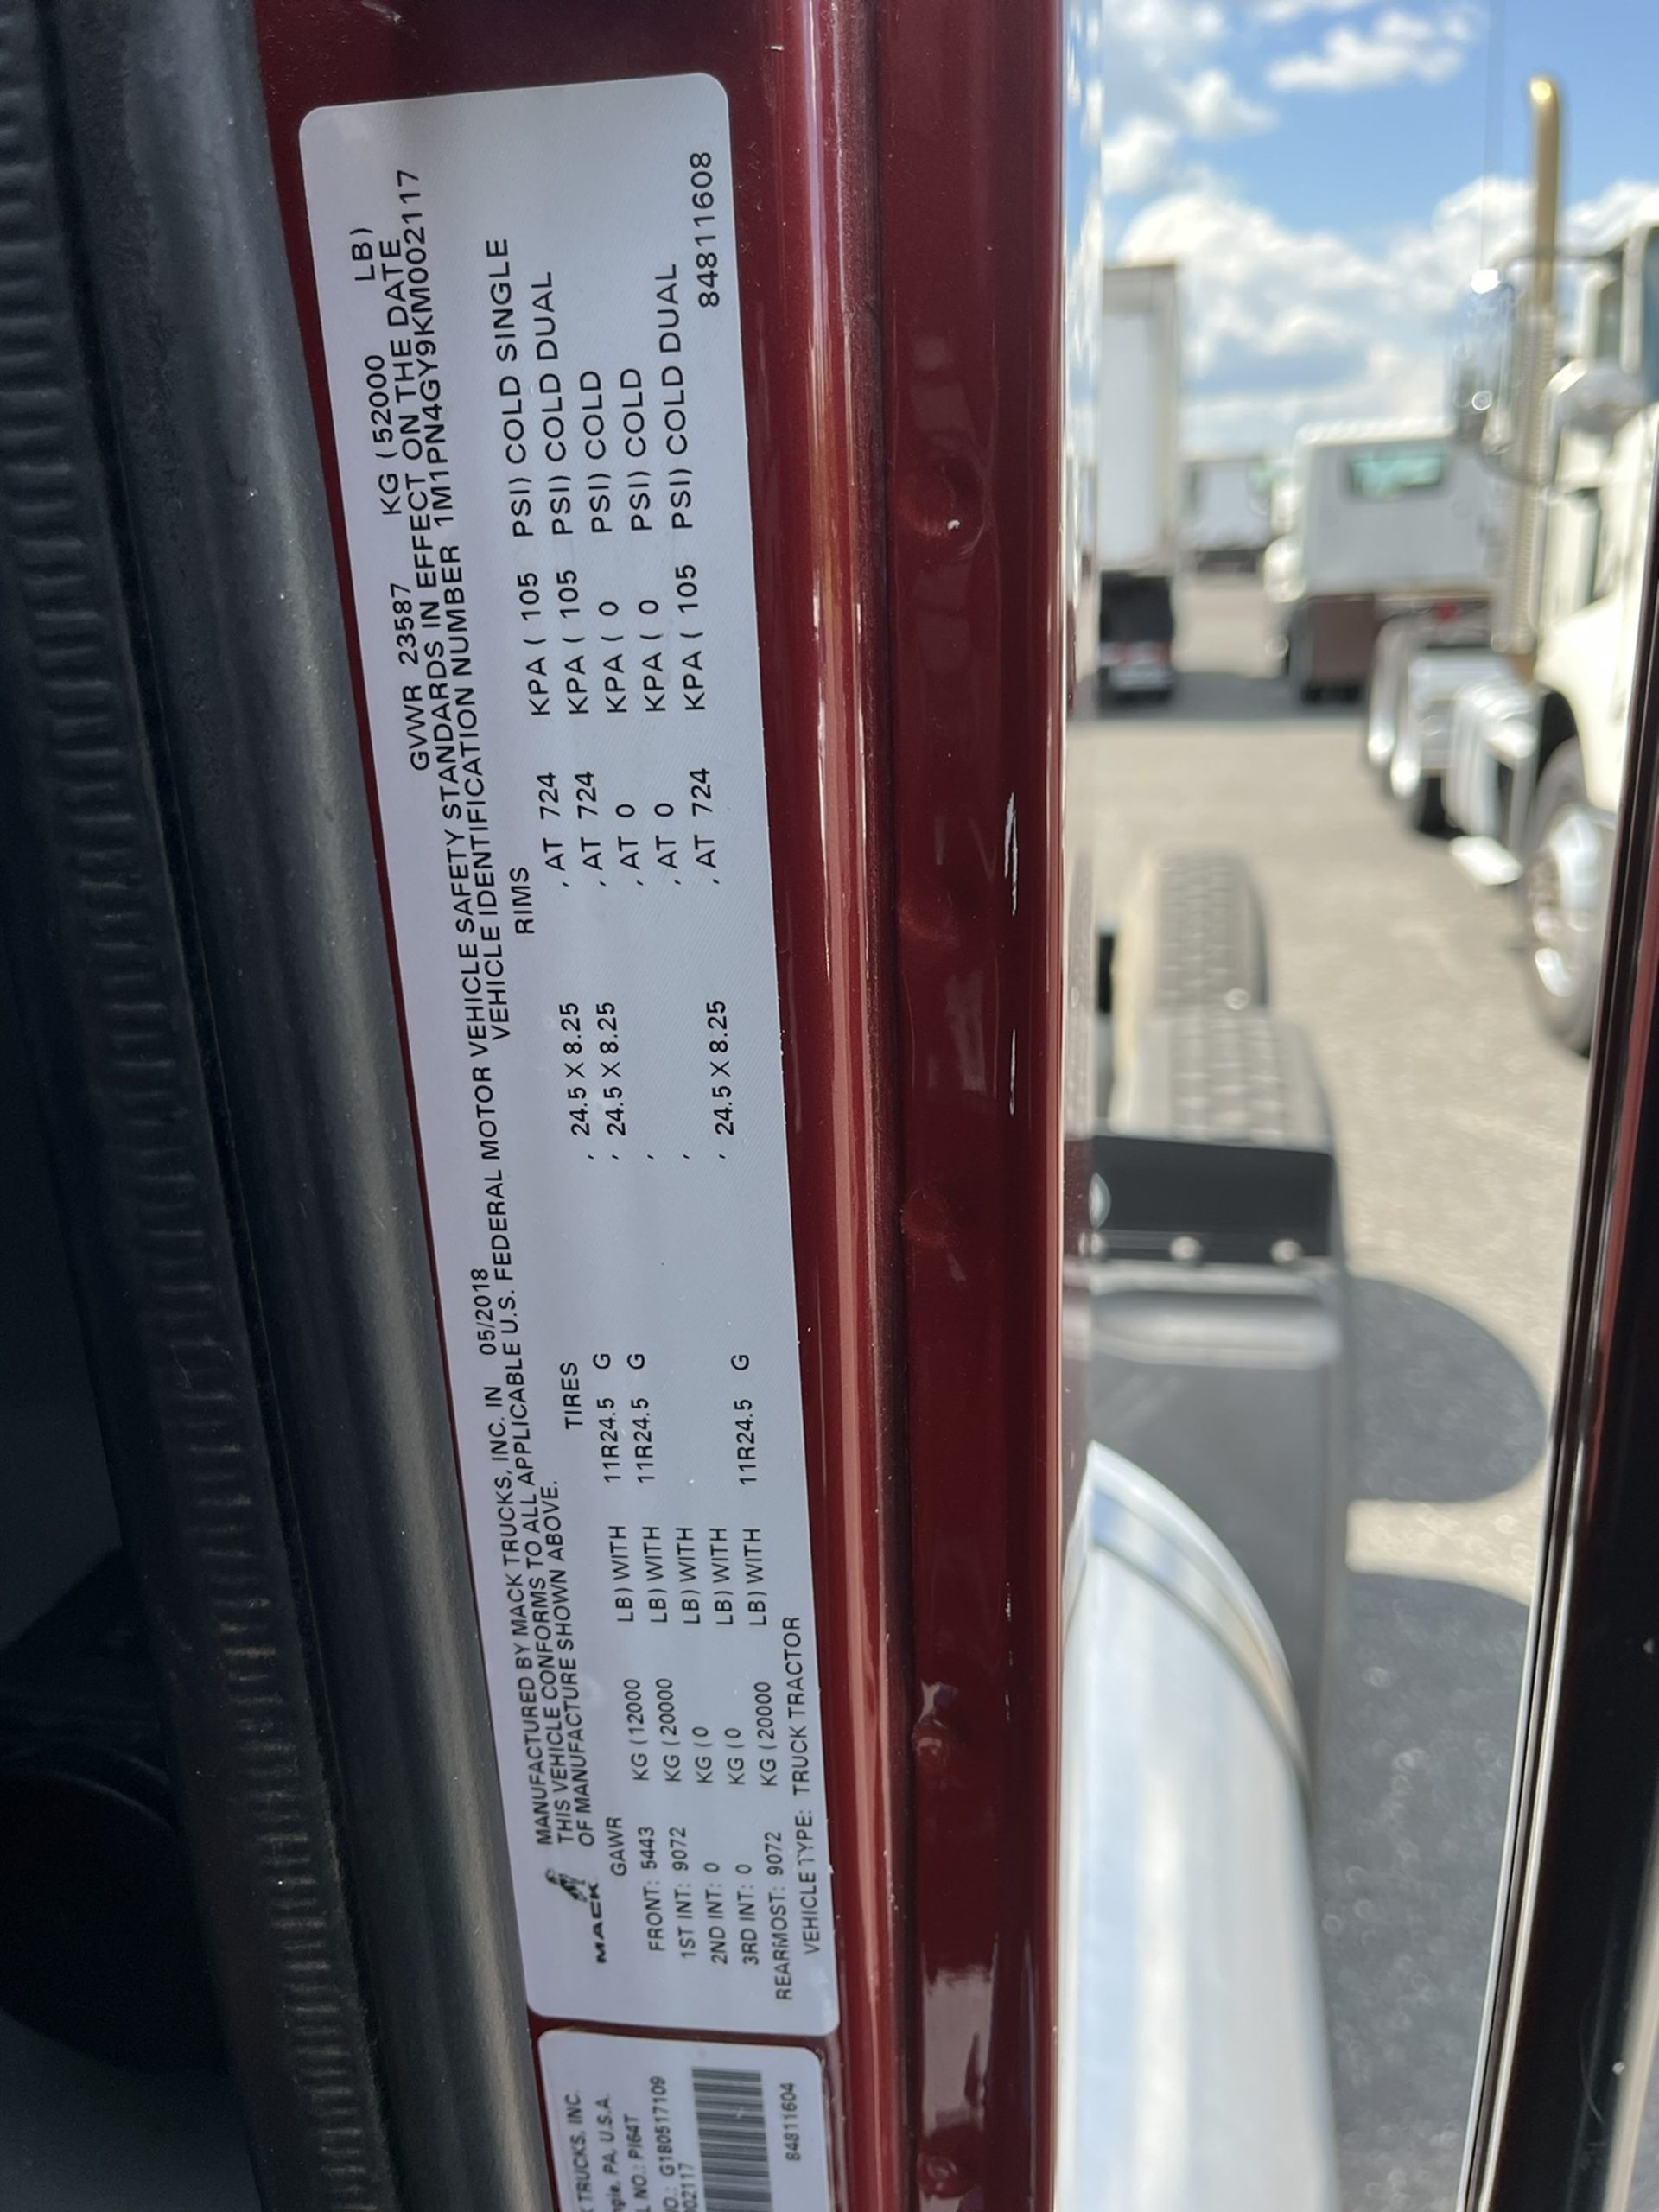 MACK
MANUFACTURED BY MACK TRUCKS, INC. IN 05/2018 GVWR 23587 KG ( 52000 LB)
THIS VEHICLE CONFORMS TO ALL APPLICABLE U.S. FEDERAL MOTOR VEHICLE SAFETY STANDARDS IN EFFECT ON THE DATE
OF MANUFACTURE SHOWN ABOVE. VEHICLE IDENTIFICATION NUMBER 1M1PN4GY9KM002117
GAWR TIRES RIMS
FRONT: 5443 KG ( 12000 LB) WITH 11R24.5 G , 24.5 X 8.25 , AT 724 KPA ( 105 PSI) COLD SINGLE
1ST INT: 9072 KG ( 20000 LB) WITH 11R24.5 G , 24.5 X 8.25 , AT 724 KPA ( 105 PSI) COLD DUAL
2ND INT: 0 KG ( 0 LB) WITH , , AT 0 KPA ( 0 PSI) COLD
3RD INT: 0 KG ( 0 LB) WITH , , AT 0 KPA ( 0 PSI) COLD
REARMOST: 9072 KG ( 20000 LB) WITH 11R24.5 G , 24.5 X 8.25 , AT 724 KPA ( 105 PSI) COLD DUAL
VEHICLE TYPE: TRUCK TRACTOR 84811608
TRUCKS, INC.
PA, U.S.A.
NO.: PI64T
G180517109
02117
84811604